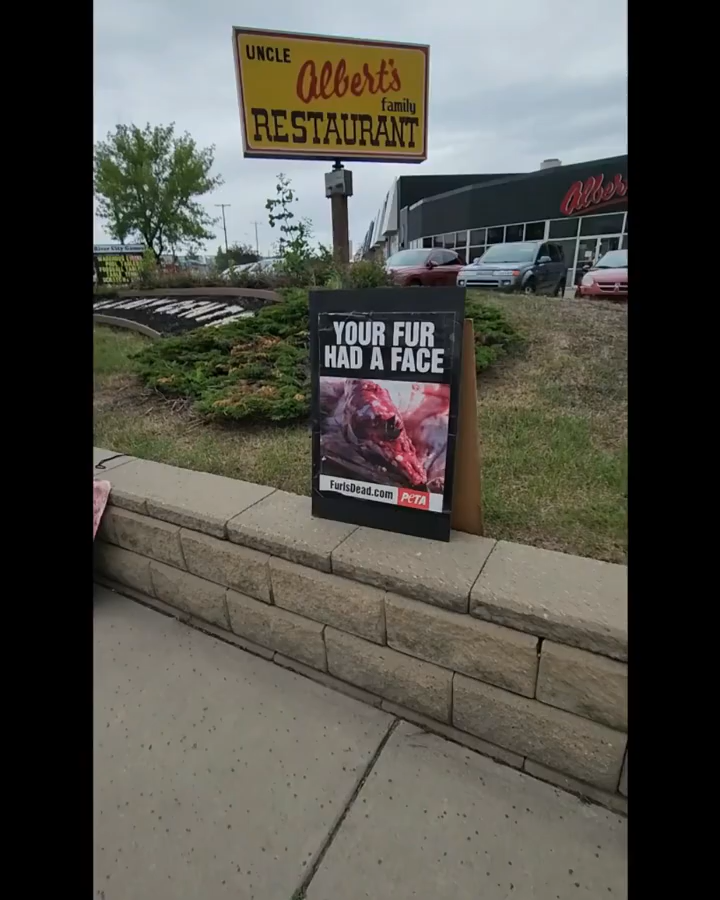 UNCLE
Albert's
family
RESTAURANT
Alber
YOUR FUR
HAD A FACE
FurIsDead.com PETA